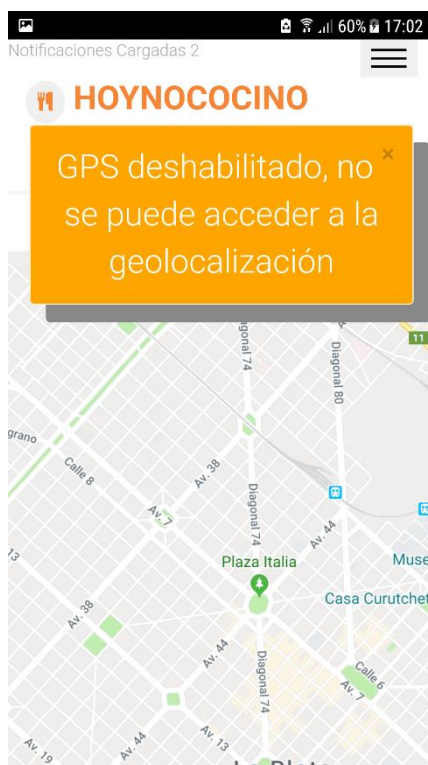 60% 17:02
Notificaciones Cargadas 2
HOYNOCOCINO
×
GPS deshabilitado, no
se puede acceder a la
geolocalización
Diagonal 74
Diagonal 80
11
grano
Calle 8
Av. 38
Av. 7
Diagonal 74
Av. 44
13
Plaza Italia
Muse
Casa Curutchet
Av. 38
Av. 44
Diagonal 74
Calle 6
Av. 7
Av. 13
Av. 19
Av. 44
La Plata